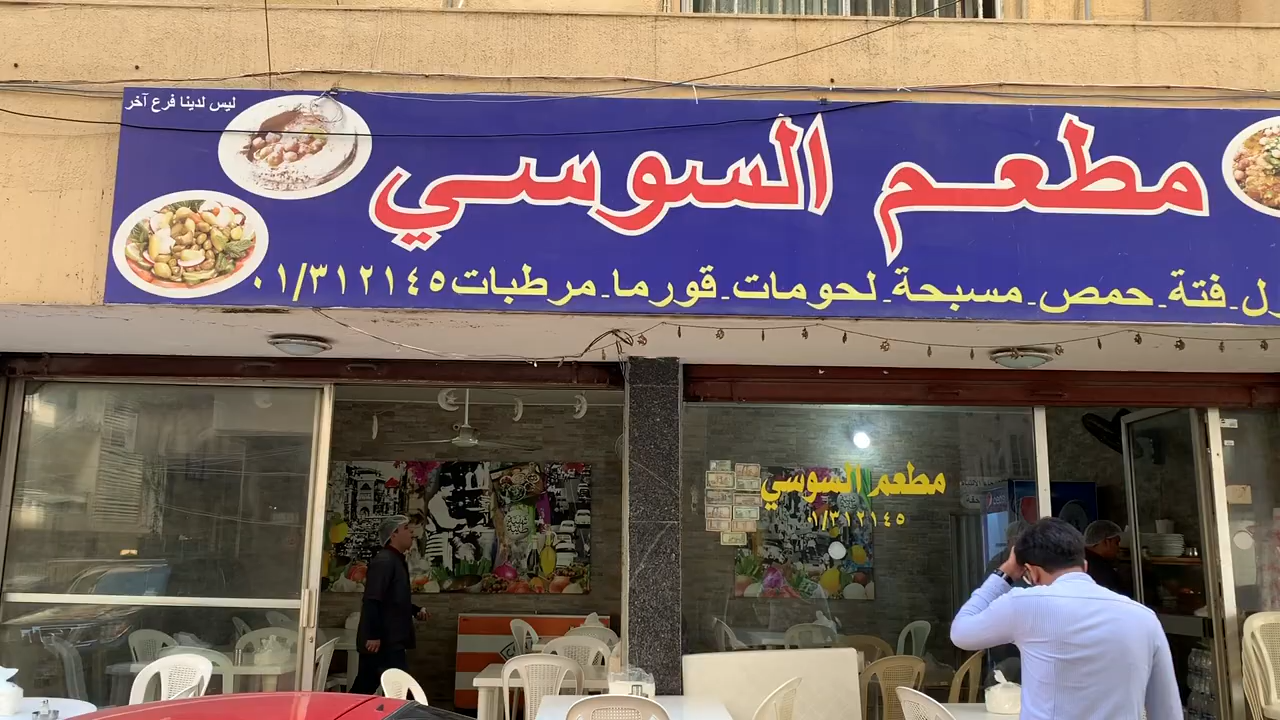 ليس لدينا فرع آخر
مطعم السوسي
فتة - حمص - مسبحة - لحومات - قورما - مرطبات ٠١/٣١٢١٤٥
مطعم السوسي
٠١/٣١٢١٤٥